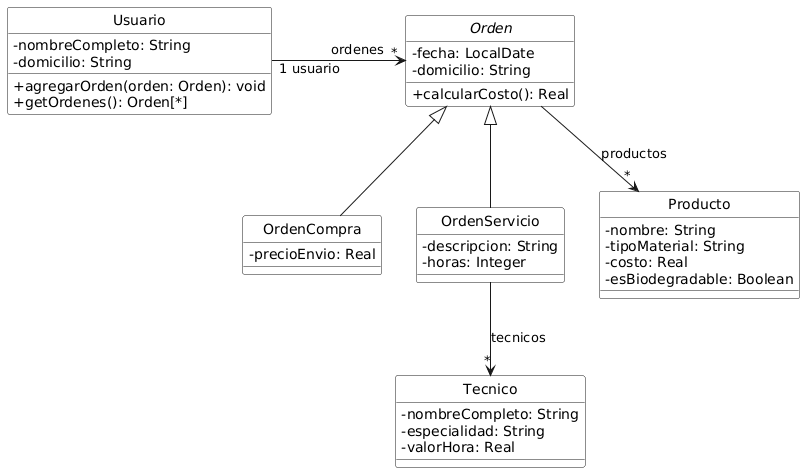 Usuario
-nombreCompleto: String
-domicilio: String
+agregarOrden(orden: Orden): void
+getOrdenes(): Orden[*]
ordenes *
1 usuario
Orden
-fecha: LocalDate
-domicilio: String
+calcularCosto(): Real
productos
*
OrdenCompra
-precioEnvio: Real
OrdenServicio
-descripcion: String
-horas: Integer
Producto
-nombre: String
-tipoMaterial: String
-costo: Real
-esBiodegradable: Boolean
tecnicos
*
Tecnico
-nombreCompleto: String
-especialidad: String
-valorHora: Real